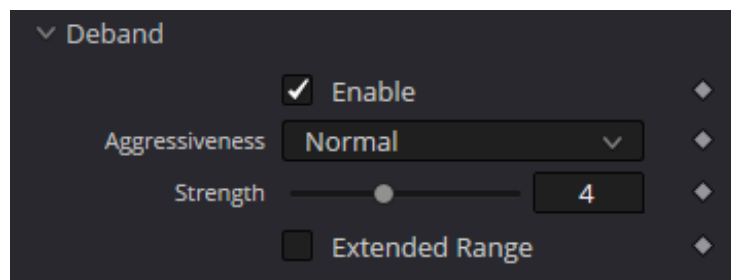 Deband
Enable
Aggressiveness Normal
Strength 4
Extended Range